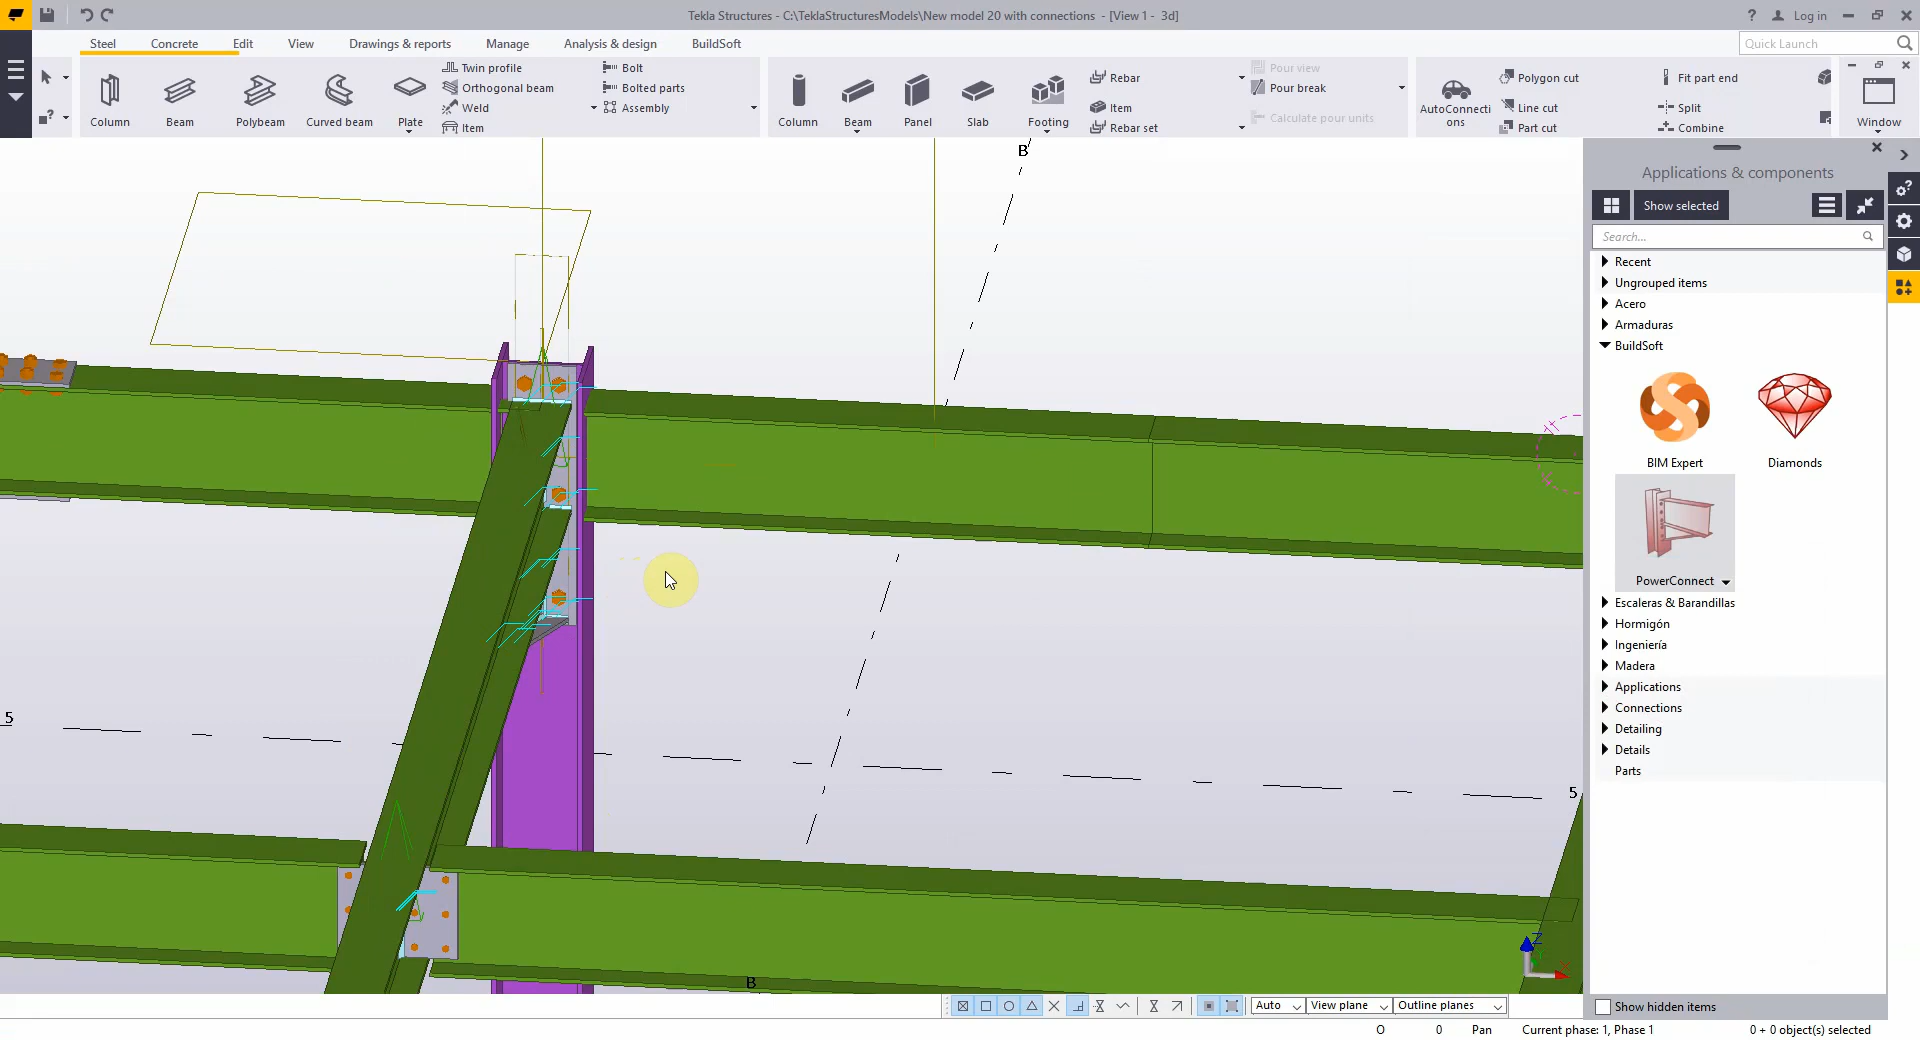 Tekla Structures - C:\TeklaStructuresModels\New model 20 with connections - [View 1 - 3d]
? Log in
Steel Concrete Edit View Drawings & reports Manage Analysis & design BuildSoft
Quick Launch
Column
Beam
Polybeam
Curved beam
Plate
Twin profile
Orthogonal beam
Weld
Item
Bolt
Bolted parts
Assembly
Column
Beam
Panel
Slab
Footing
Rebar
Item
Rebar set
Pour view
Pour break
Calculate pour units
AutoConnecti
ons
Polygon cut
Line cut
Part cut
Fit part end
Split
Combine
Window
B
5
5
B
Z
Applications & components
Show selected
Search...
Recent
Ungrouped items
Acero
Armaduras
BuildSoft
BIM Expert
Diamonds
PowerConnect
Escaleras & Barandillas
Hormigón
Ingeniería
Madera
Applications
Connections
Detailing
Details
Parts
Show hidden items
Auto
View plane
Outline planes
O 0 Pan Current phase: 1, Phase 1 0 + 0 object(s) selected